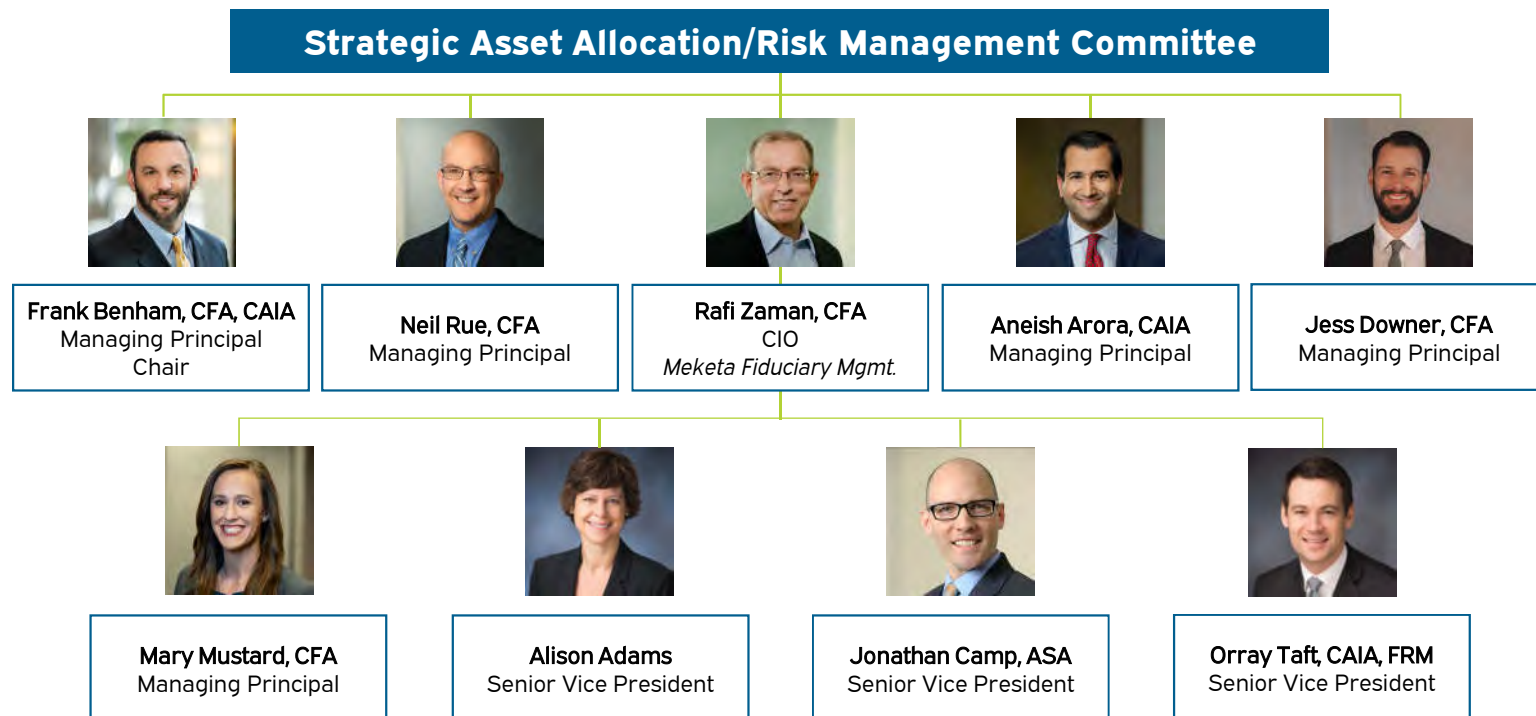 Strategic Asset Allocation/Risk Management Committee
Frank Benham, CFA, CAIA
Managing Principal
Chair
Neil Rue, CFA
Managing Principal
Rafi Zaman, CFA
CIO
Meketa Fiduciary Mgmt.
Aneish Arora, CAIA
Managing Principal
Jess Downer, CFA
Managing Principal
Mary Mustard, CFA
Managing Principal
Alison Adams
Senior Vice President
Jonathan Camp, ASA
Senior Vice President
Orray Taft, CAIA, FRM
Senior Vice President